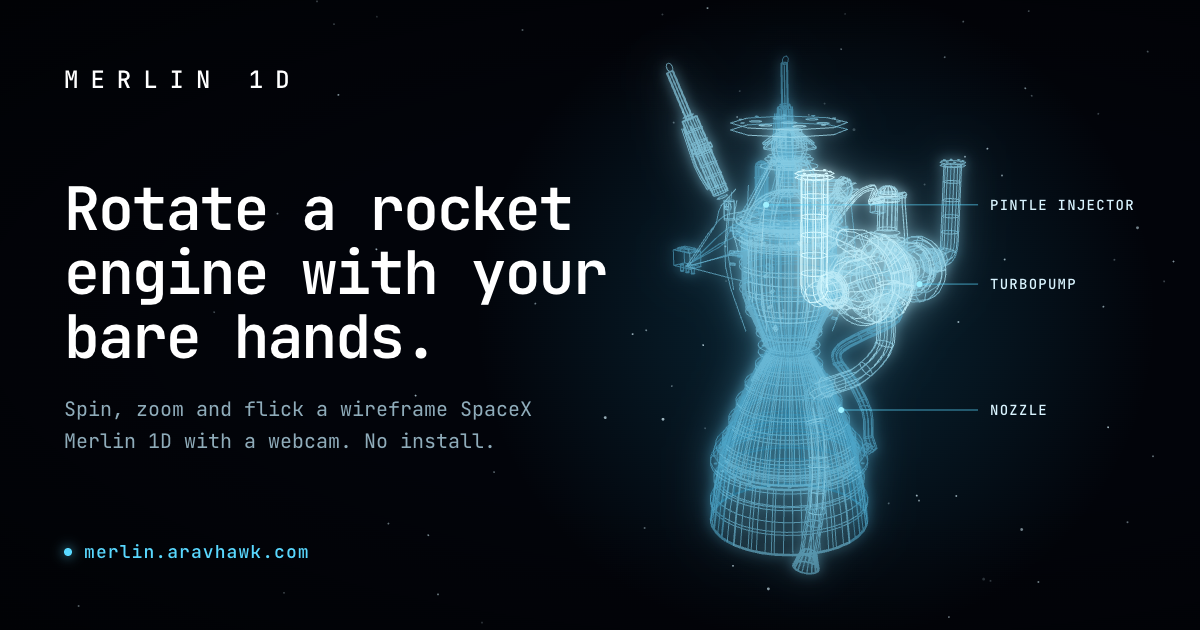 MERLIN 1D
Rotate a rocket
engine with your
bare hands.
Spin, zoom and flick a wireframe SpaceX
Merlin 1D with a webcam. No install.
merlin.aravhawk.com
PINTLE INJECTOR
TURBOPUMP
NOZZLE